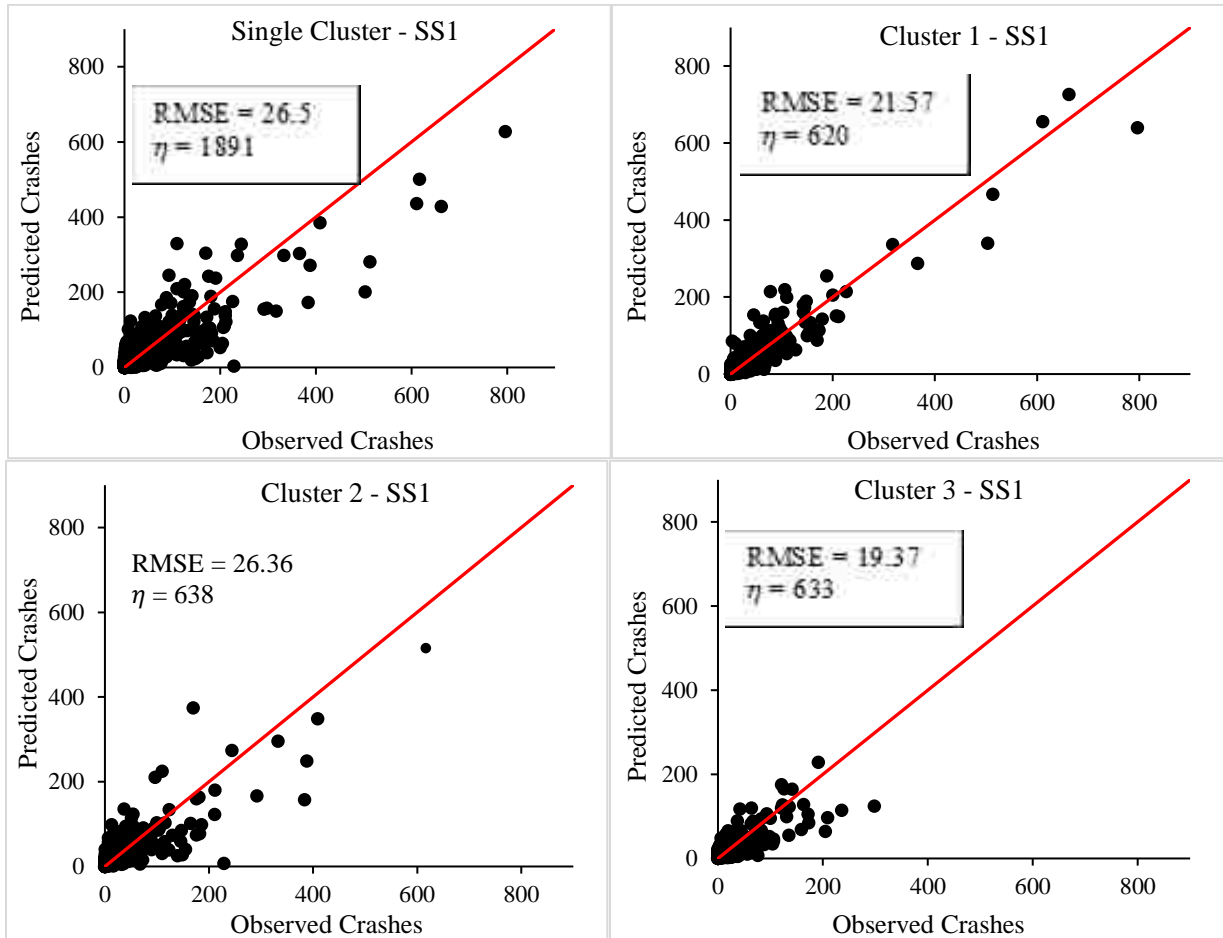 Single Cluster - SS1
RMSE = 26.5
η = 1891
Predicted Crashes
800
600
400
200
0
0 200 400 600 800
Observed Crashes
Cluster 1 - SS1
RMSE = 21.57
η = 620
Predicted Crashes
800
600
400
200
0
0 200 400 600 800
Observed Crashes
Cluster 2 - SS1
RMSE = 26.36
η = 638
Predicted Crashes
800
600
400
200
0
0 200 400 600 800
Observed Crashes
Cluster 3 - SS1
RMSE = 19.37
η = 633
Predicted Crashes
800
600
400
200
0
0 200 400 600 800
Observed Crashes